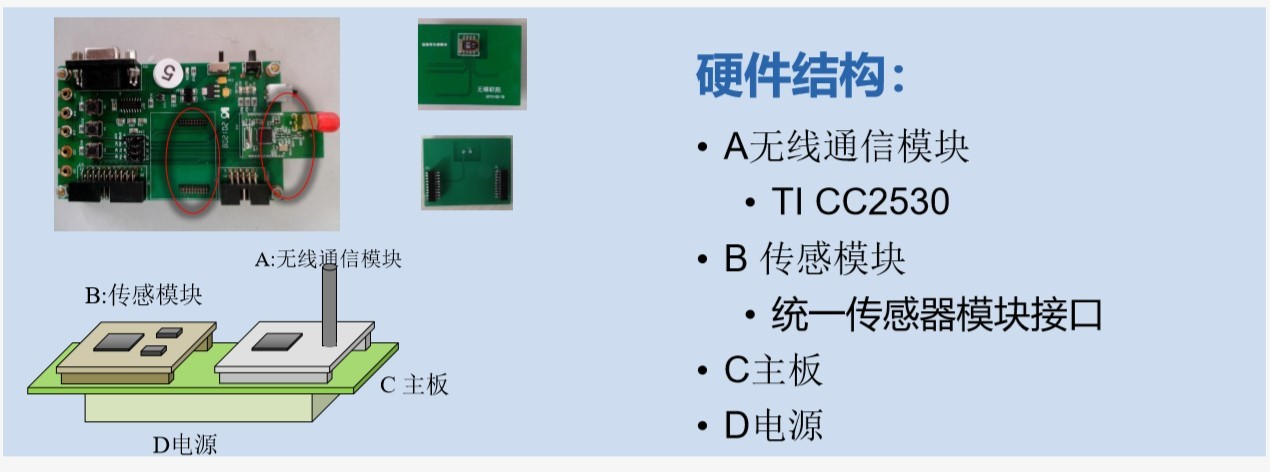 硬件结构：
• A无线通信模块
• TI CC2530
• B 传感模块
• 统一传感器模块接口
• C主板
• D电源
A:无线通信模块
B:传感模块
C 主板
D电源
5